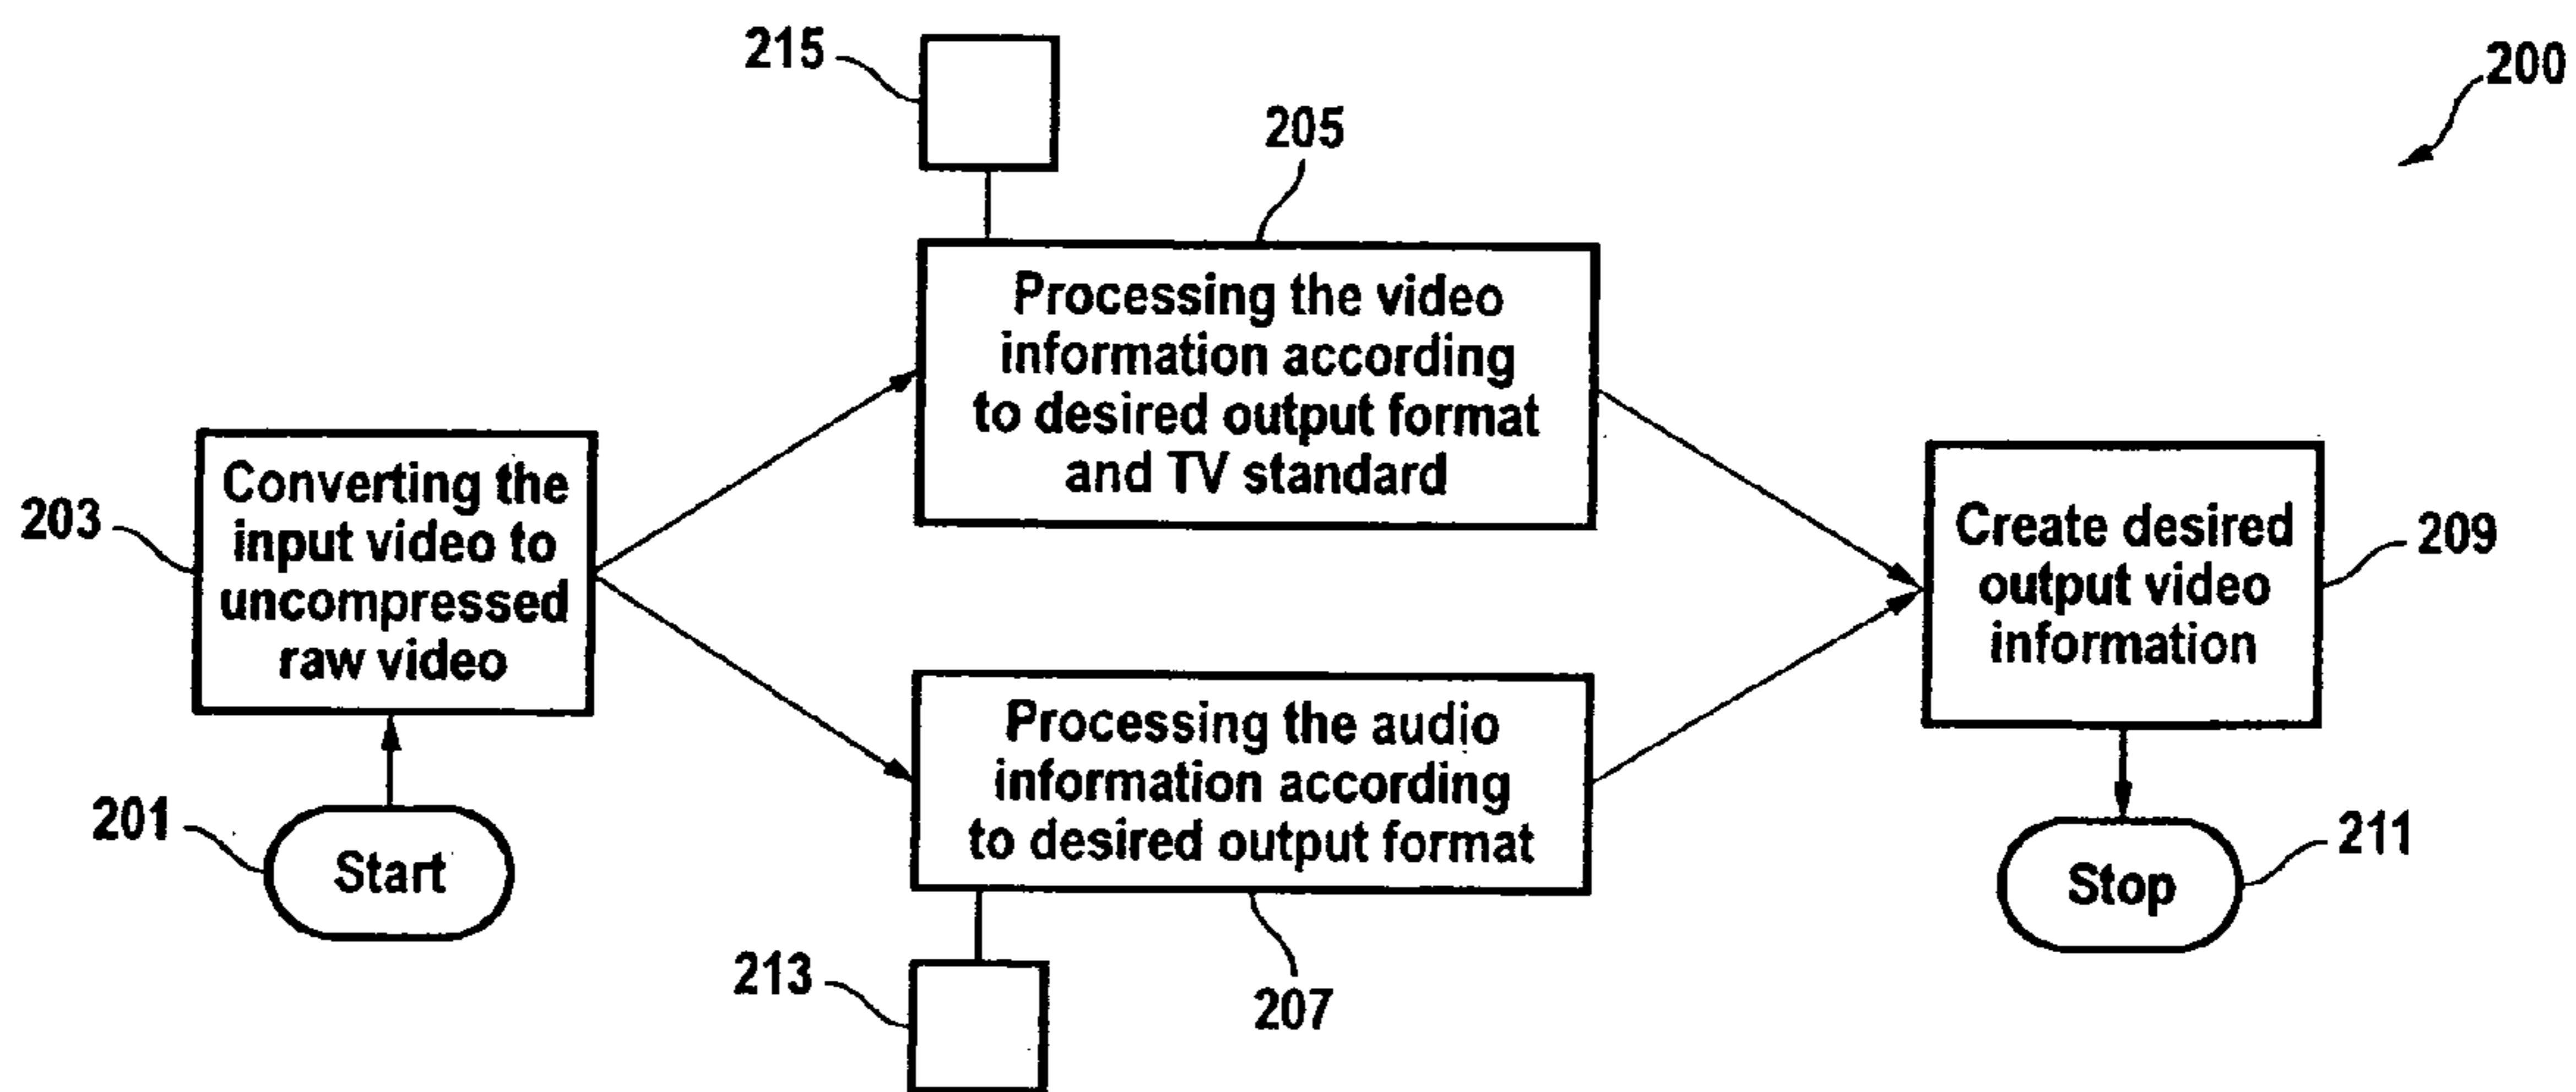 215
200
205
Processing the video
information according
to desired output format
and TV standard
203
Converting the
input video to
uncompressed
raw video
Create desired
output video
information
209
Processing the audio
information according
to desired output format
201
Start
Stop
211
213
207